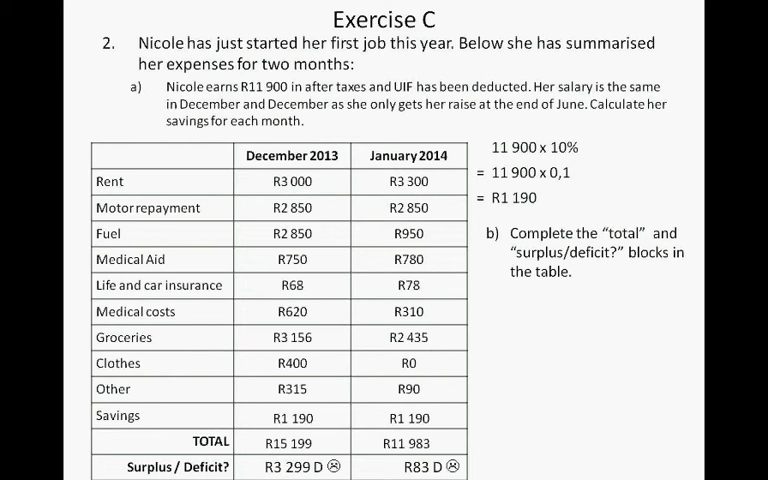 Exercise C
2. Nicole has just started her first job this year. Below she has summarised
her expenses for two months:
a) Nicole earns R11 900 in after taxes and UIF has been deducted. Her salary is the same
in December and December as she only gets her raise at the end of June. Calculate her
savings for each month.
December 2013 January 2014
Rent R3 000 R3 300
Motor repayment R2 850 R2 850
Fuel R2 850 R950
Medical Aid R750 R780
Life and car insurance R68 R78
Medical costs R620 R310
Groceries R3 156 R2 435
Clothes R400 R0
Other R315 R90
Savings R1 190 R1 190
TOTAL R15 199 R11 983
Surplus / Deficit? R3 299 D ☹ R83 D ☹
11 900 x 10%
= 11 900 x 0,1
= R1 190
b) Complete the “total” and
“surplus/deficit?” blocks in
the table.